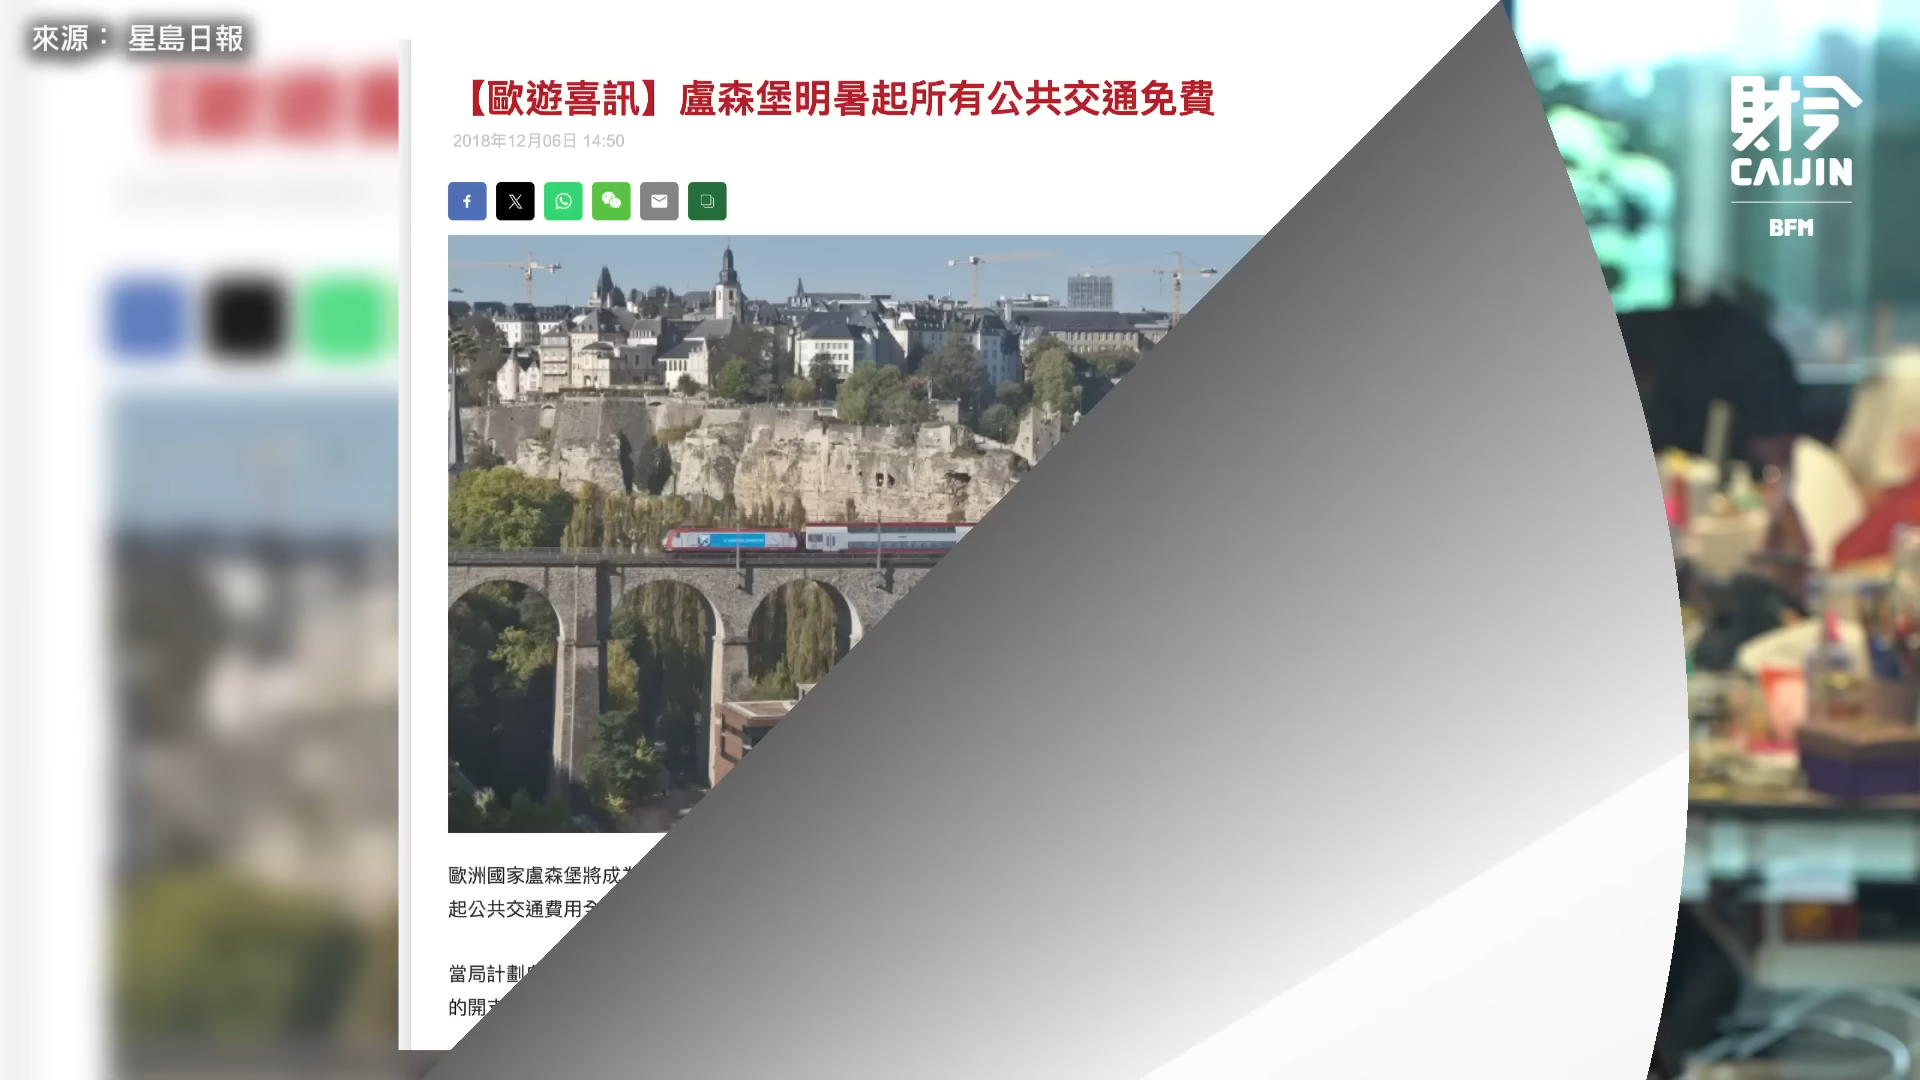 來源： 星島日報
【歐遊喜訊】盧森堡明暑起所有公共交通免費
2018年12月06日 14:50
歐洲國家盧森堡將成
起公共交通費用
當局計劃
的開
財今
CAIJIN
BFM